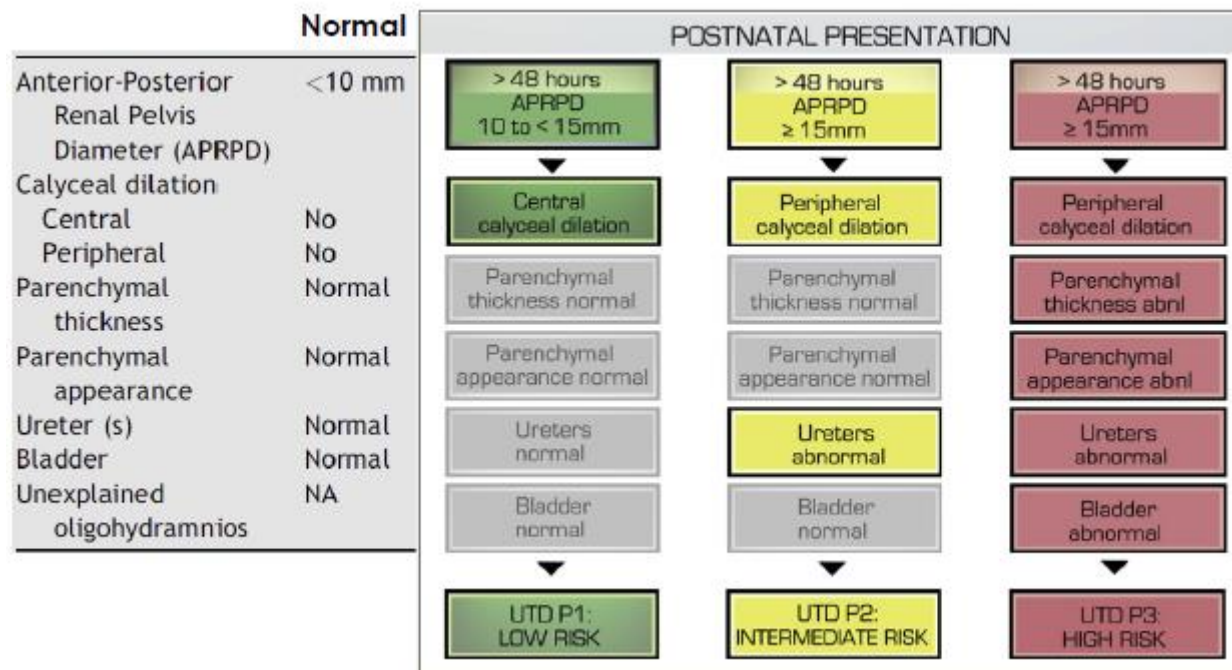 Normal
Anterior-Posterior <10 mm
Renal Pelvis
Diameter (APRPD)
Calyceal dilation
Central No
Peripheral No
Parenchymal Normal
thickness
Parenchymal Normal
appearance
Ureter (s) Normal
Bladder Normal
Unexplained NA
oligohydramnios
POSTNATAL PRESENTATION
> 48 hours
APRPD
10 to < 15mm
Central
calyceal dilation
Parenchymal
thickness normal
Parenchymal
appearance normal
Ureters
normal
Bladder
normal
UTD P1:
LOW RISK
> 48 hours
APRPD
≥ 15mm
Peripheral
calyceal dilation
Parenchymal
thickness normal
Parenchymal
appearance normal
Ureters
abnormal
Bladder
normal
UTD P2:
INTERMEDIATE RISK
> 48 hours
APRPD
≥ 15mm
Peripheral
calyceal dilation
Parenchymal
thickness abnl
Parenchymal
appearance abnl
Ureters
abnormal
Bladder
abnormal
UTD P3:
HIGH RISK